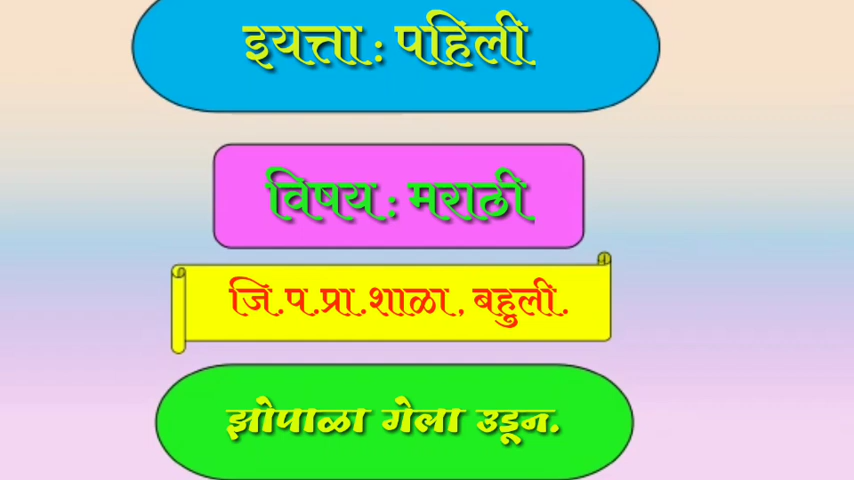 इयत्ता : पहिली
विषय : मराठी
जि.प.प्रा.शाळा, बहुली.
झोपाळा गेला उडून.